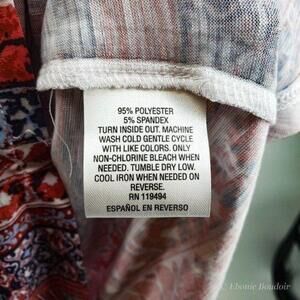 95% POLYESTER
5% SPANDEX
TURN INSIDE OUT. MACHINE
WASH COLD GENTLE CYCLE
WITH LIKE COLORS. ONLY
NON-CHLORINE BLEACH WHEN
NEEDED. TUMBLE DRY LOW.
COOL IRON WHEN NEEDED ON
REVERSE.
RN 119494
ESPAÑOL EN REVERSO
© Ebonie Boudoir